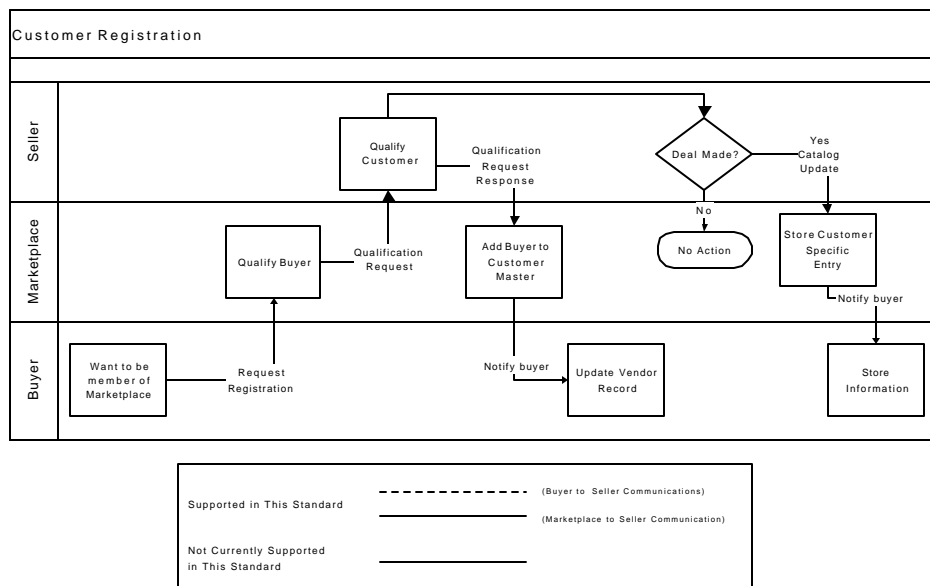 Customer Registration
Seller
Qualify
Customer
Qualification
Request
Response
Deal Made?
Yes
Catalog
Update
No
Marketplace
Qualify Buyer
Qualification
Request
Add Buyer to
Customer
Master
No Action
Store Customer
Specific
Entry
Notify buyer
Buyer
Want to be
member of
Marketplace
Request
Registration
Notify buyer
Update Vendor
Record
Store
Information
Supported in This Standard
(Buyer to Seller Communications)
(Marketplace to Seller Communication)
Not Currently Supported
in This Standard